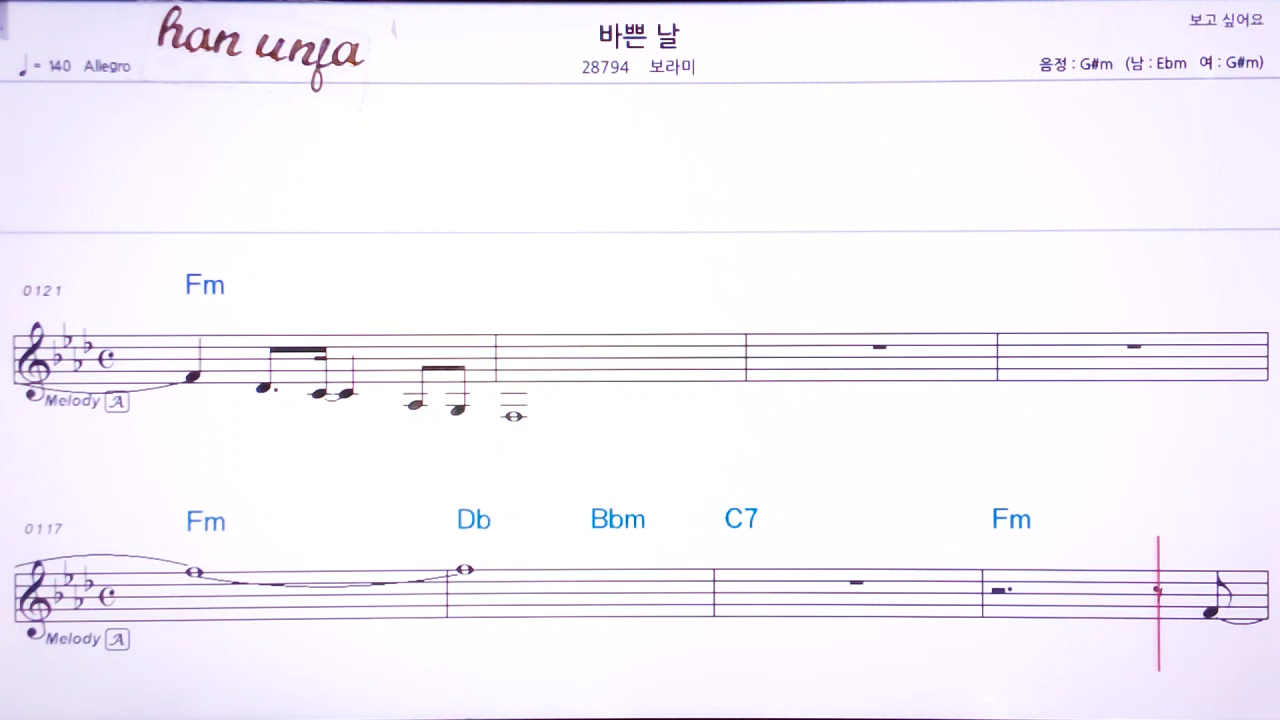 han unfa
♩= 140 Allegro
바쁜 날
28794 보라미
보고 싶어요
음정 : G#m (남 : Ebm 여 : G#m)
0121
Fm
Melody A
0117
Fm Db Bbm C7 Fm
Melody A